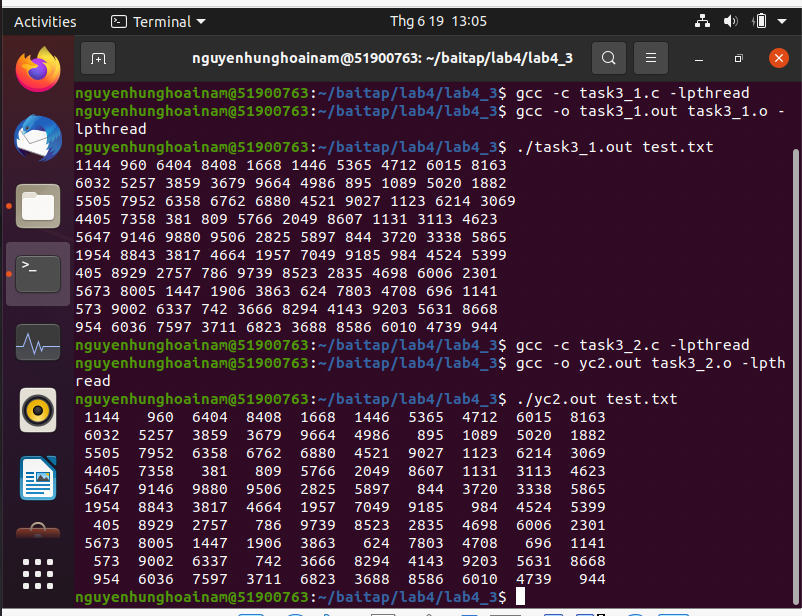 Activities Terminal Thg 6 19 13:05
nguyenhunghoainam@51900763: ~/baitap/lab4/lab4_3
nguyenhunghoainam@51900763:~/baitap/lab4/lab4_3$ gcc -c task3_1.c -lpthread
nguyenhunghoainam@51900763:~/baitap/lab4/lab4_3$ gcc -o task3_1.out task3_1.o -
lpthread
nguyenhunghoainam@51900763:~/baitap/lab4/lab4_3$ ./task3_1.out test.txt
1144 960 6404 8408 1668 1446 5365 4712 6015 8163
6032 5257 3859 3679 9664 4986 895 1089 5020 1882
5505 7952 6358 6762 6880 4521 9027 1123 6214 3069
4405 7358 381 809 5766 2049 8607 1131 3113 4623
5647 9146 9880 9506 2825 5897 844 3720 3338 5865
1954 8843 3817 4664 1957 7049 9185 984 4524 5399
405 8929 2757 786 9739 8523 2835 4698 6006 2301
5673 8005 1447 1906 3863 624 7803 4708 696 1141
573 9002 6337 742 3666 8294 4143 9203 5631 8668
954 6036 7597 3711 6823 3688 8586 6010 4739 944
nguyenhunghoainam@51900763:~/baitap/lab4/lab4_3$ gcc -c task3_2.c -lpthread
nguyenhunghoainam@51900763:~/baitap/lab4/lab4_3$ gcc -o yc2.out task3_2.o -lpth
read
nguyenhunghoainam@51900763:~/baitap/lab4/lab4_3$ ./yc2.out test.txt
1144 960 6404 8408 1668 1446 5365 4712 6015 8163
6032 5257 3859 3679 9664 4986 895 1089 5020 1882
5505 7952 6358 6762 6880 4521 9027 1123 6214 3069
4405 7358 381 809 5766 2049 8607 1131 3113 4623
5647 9146 9880 9506 2825 5897 844 3720 3338 5865
1954 8843 3817 4664 1957 7049 9185 984 4524 5399
405 8929 2757 786 9739 8523 2835 4698 6006 2301
5673 8005 1447 1906 3863 624 7803 4708 696 1141
573 9002 6337 742 3666 8294 4143 9203 5631 8668
954 6036 7597 3711 6823 3688 8586 6010 4739 944
nguyenhunghoainam@51900763:~/baitap/lab4/lab4_3$